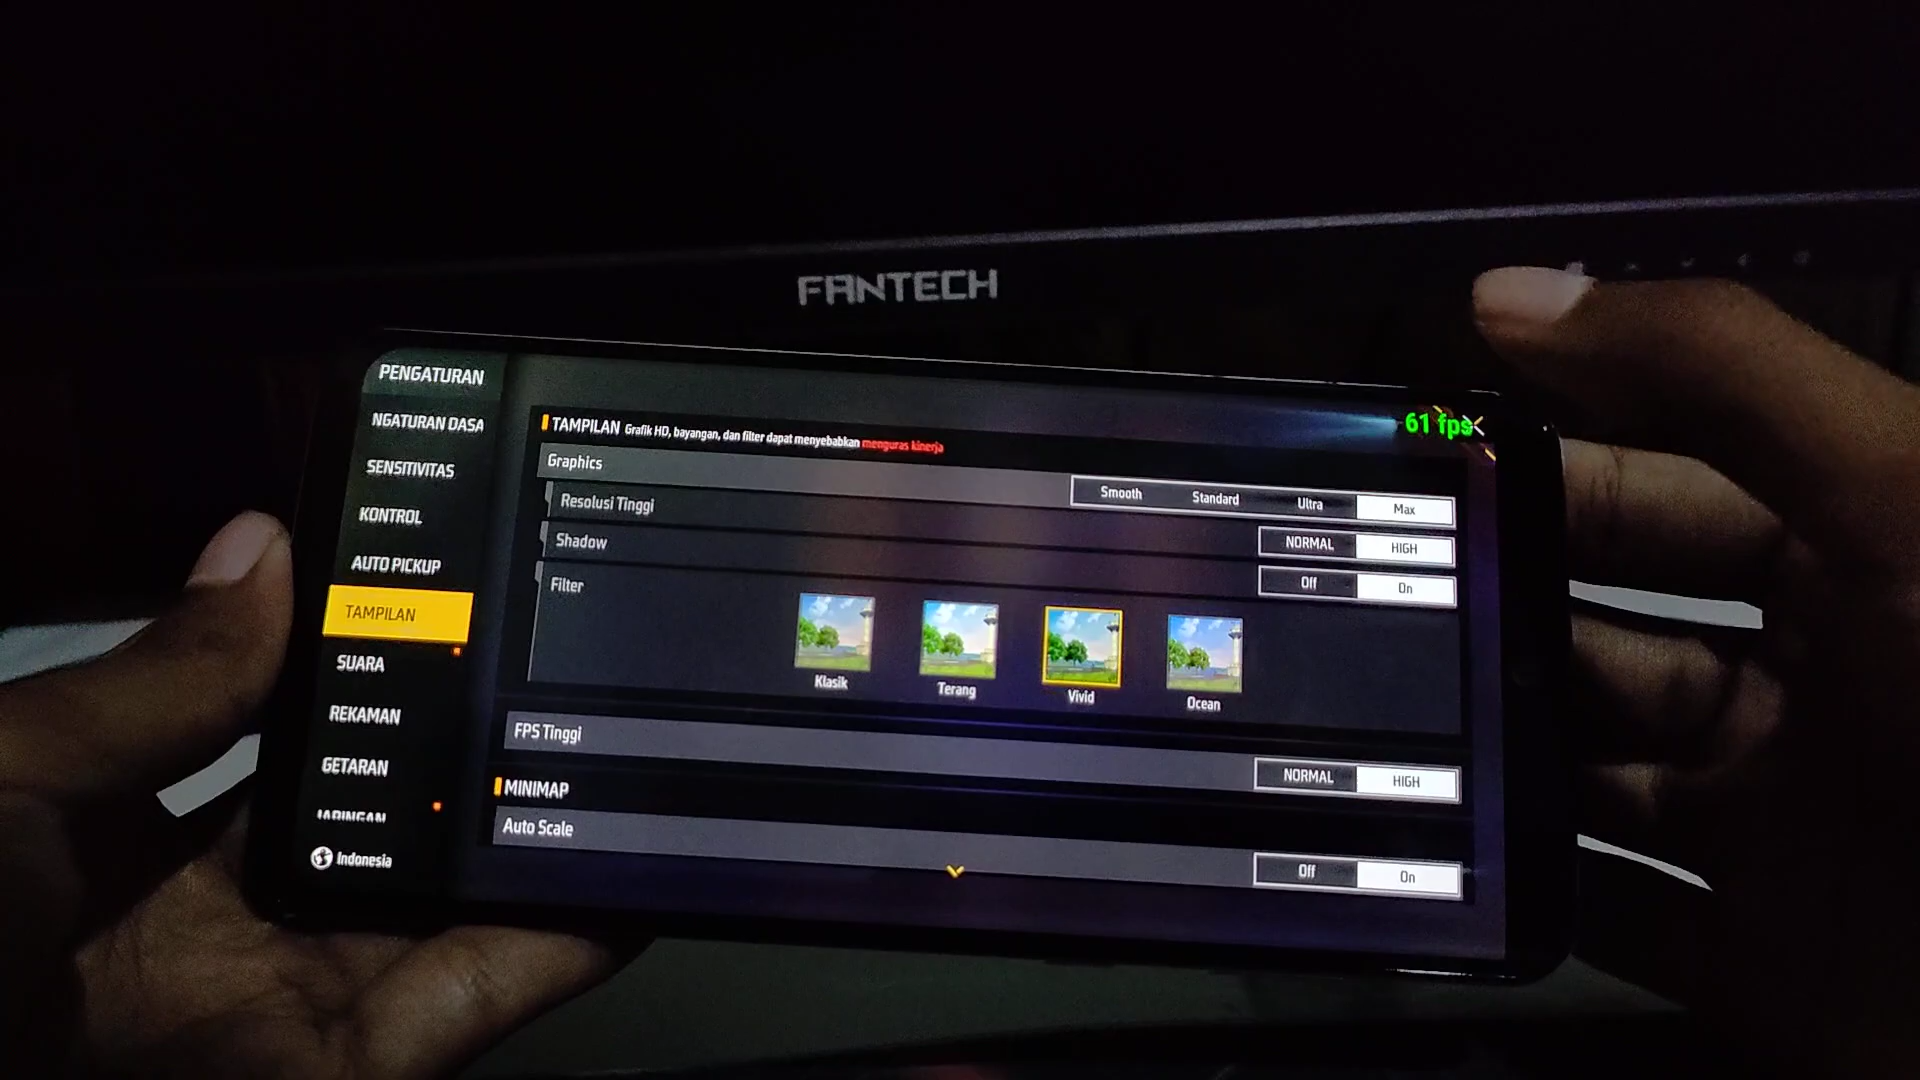 FANTECH
PENGATURAN
NGATURAN DASA
SENSITIVITAS
KONTROL
AUTO PICKUP
TAMPILAN
SUARA
REKAMAN
GETARAN
JARINGAN
Indonesia
61 fps
TAMPILAN Grafik HD, bayangan, dan filter dapat menyebabkan menguras kinerja
Graphics
Smooth Standard Ultra Max
Resolusi Tinggi
NORMAL HIGH
Shadow
Off On
Filter
Klasik Terang Vivid Ocean
FPS Tinggi
NORMAL HIGH
MINIMAP
Auto Scale
Off On